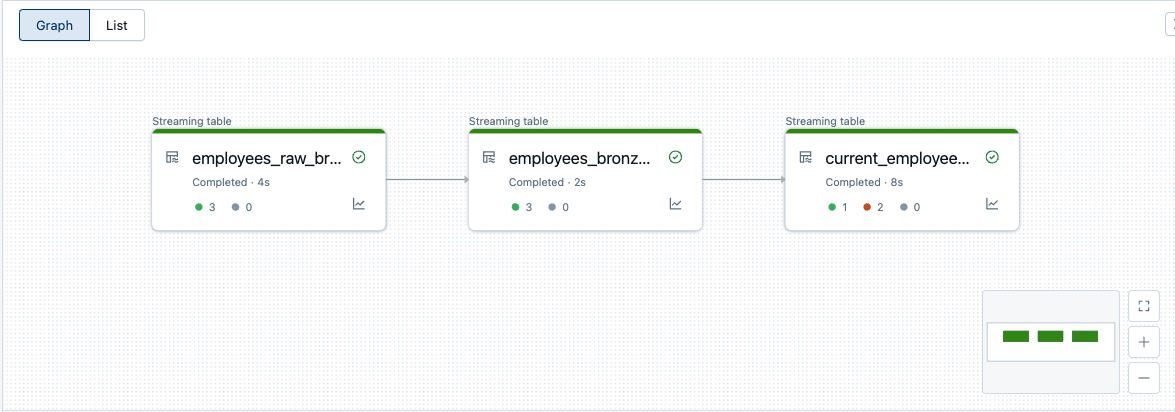 Graph List
Streaming table
employees_raw_br...
Completed · 4s
3 0
Streaming table
employees_bronz...
Completed · 2s
3 0
Streaming table
current_employee...
Completed · 8s
1 2 0